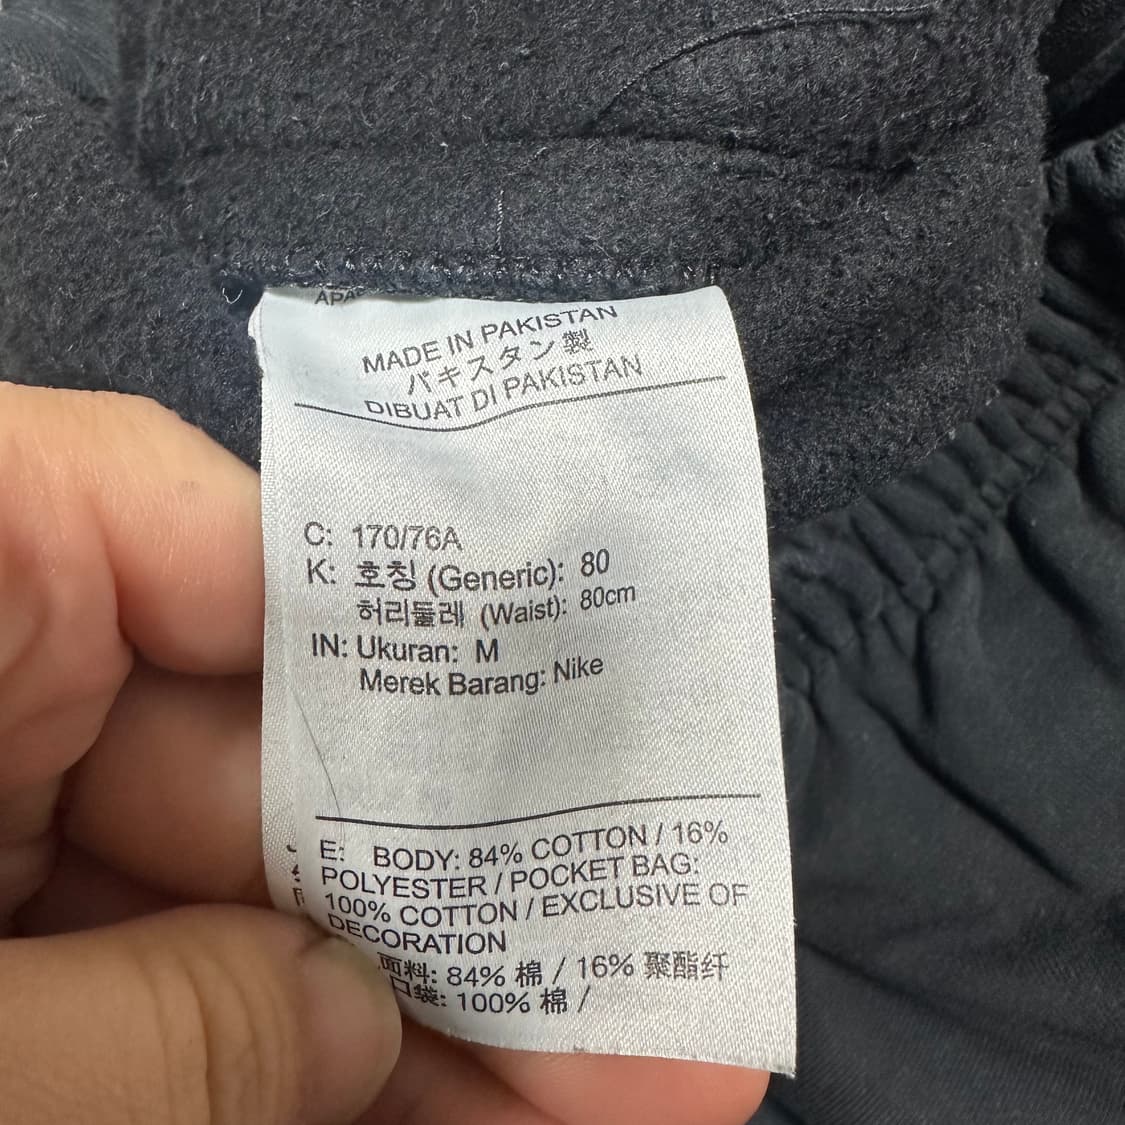 MADE IN PAKISTAN
パキスタン製
DIBUAT DI PAKISTAN
C: 170/76A
K: 호칭 (Generic): 80
허리둘레 (Waist): 80cm
IN: Ukuran: M
Merek Barang: Nike
E: BODY: 84% COTTON / 16%
POLYESTER / POCKET BAG:
100% COTTON / EXCLUSIVE OF
DECORATION
面料: 84% 棉 / 16% 聚酯纤
口袋: 100% 棉 /